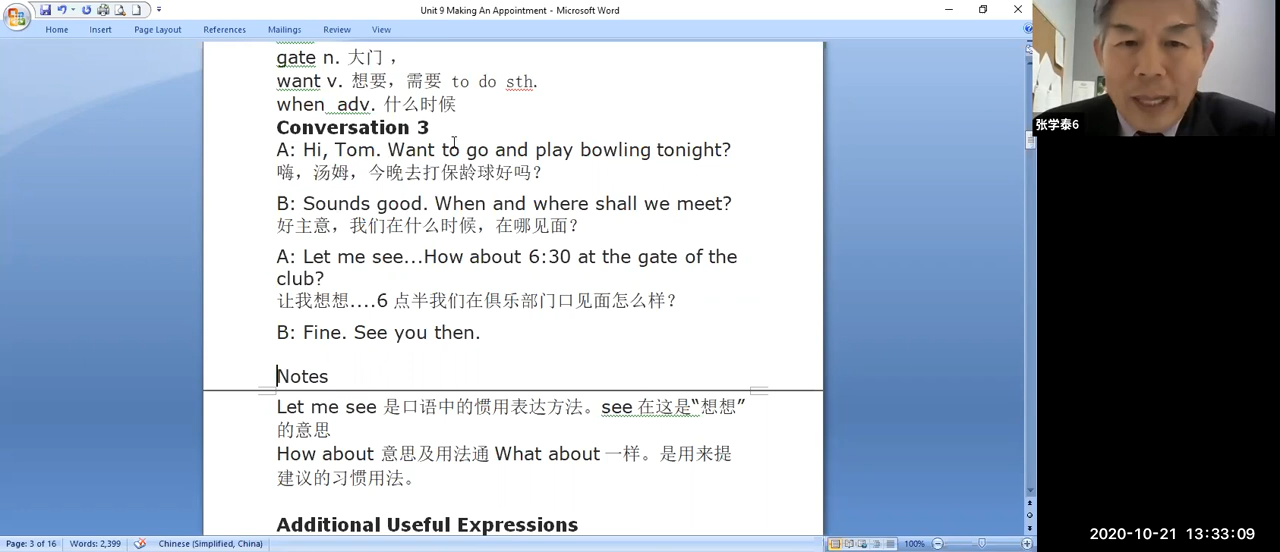 Unit 9 Making An Appointment - Microsoft Word
Home Insert Page Layout References Mailings Review View
gate n. 大门，
want v. 想要，需要 to do sth.
when adv. 什么时候
Conversation 3
A: Hi, Tom. Want to go and play bowling tonight?
嗨，汤姆，今晚去打保龄球好吗？
B: Sounds good. When and where shall we meet?
好主意，我们在什么时候，在哪见面？
A: Let me see...How about 6:30 at the gate of the
club?
让我想想....6 点半我们在俱乐部门口见面怎么样？
B: Fine. See you then.
Notes
Let me see 是口语中的惯用表达方法。see 在这是“想想”
的意思
How about 意思及用法通 What about 一样。是用来提
建议的习惯用法。
Additional Useful Expressions
Page: 3 of 16 Words: 2,399 Chinese (Simplified, China) 100%
张学泰6
2020-10-21 13:33:09